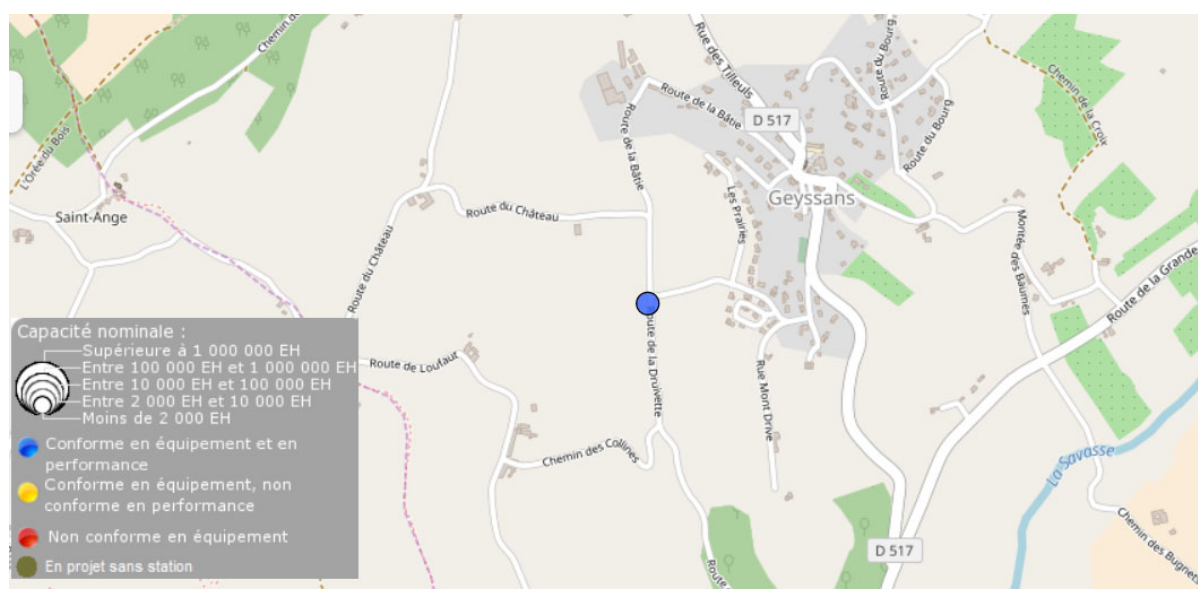 Chemin de
Rue des Tilleuls
Route du Bourg
Chemin de la Croix
Route de la Bâtie
D 517
Route de la Bâtie
Route du Bourg
L'Orée du Bois
Saint-Ange
Route du Château
Les Prairies
Geyssans
Montée des Baumes
Route du Château
Route de la Grande
Capacité nominale :
Supérieure à 1 000 000 EH
Entre 100 000 EH et 1 000 000 EH
Entre 10 000 EH et 100 000 EH
Entre 2 000 EH et 10 000 EH
Moins de 2 000 EH
Conforme en équipement et en
performance
Conforme en équipement, non
conforme en performance
Non conforme en équipement
En projet sans station
Route de Loufaut
oute de la Druivette
Rue Mont Drive
Chemin des Collines
La Savasse
D 517
Chemin des Bugnets
Route